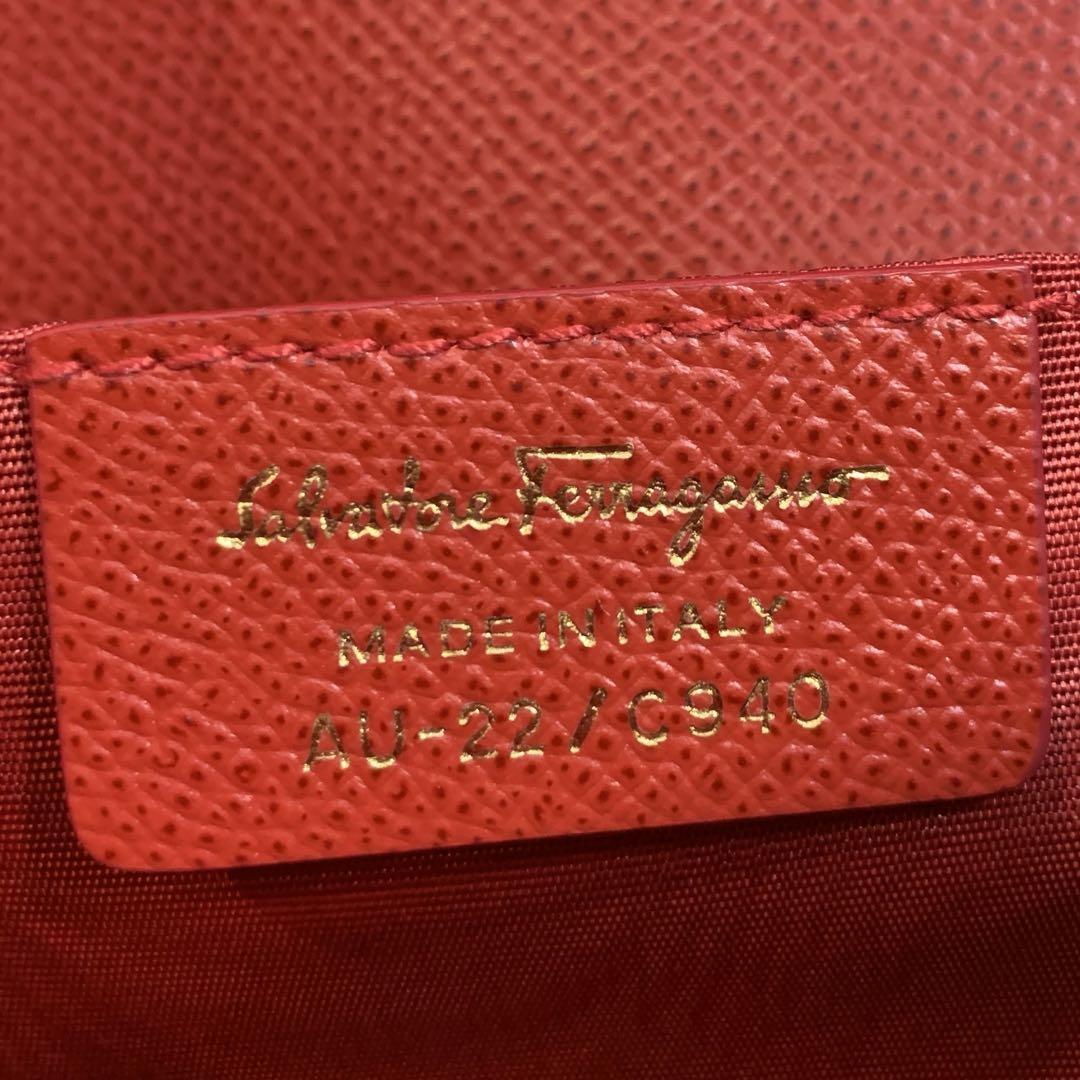 Salvatore Ferragamo
MADE IN ITALY
AU-22/C940